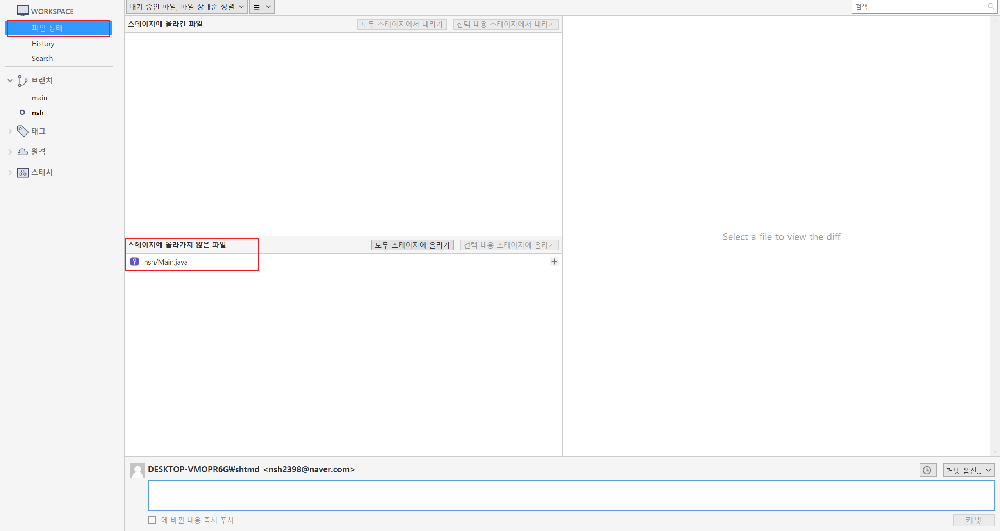 WORKSPACE
파일 상태
History
Search
브랜치
main
nsh
태그
원격
스태시
대기 중인 파일, 파일 상태순 정렬
검색
스테이지에 올라간 파일
모두 스테이지에서 내리기
선택 내용 스테이지에서 내리기
스테이지에 올라가지 않은 파일
모두 스테이지에 올리기
선택 내용 스테이지에 올리기
? nsh/Main.java
Select a file to view the diff
DESKTOP-VMOPR6G₩shtmd <nsh2398@naver.com>
커밋 옵션...
-에 바뀐 내용 즉시 푸시
커밋